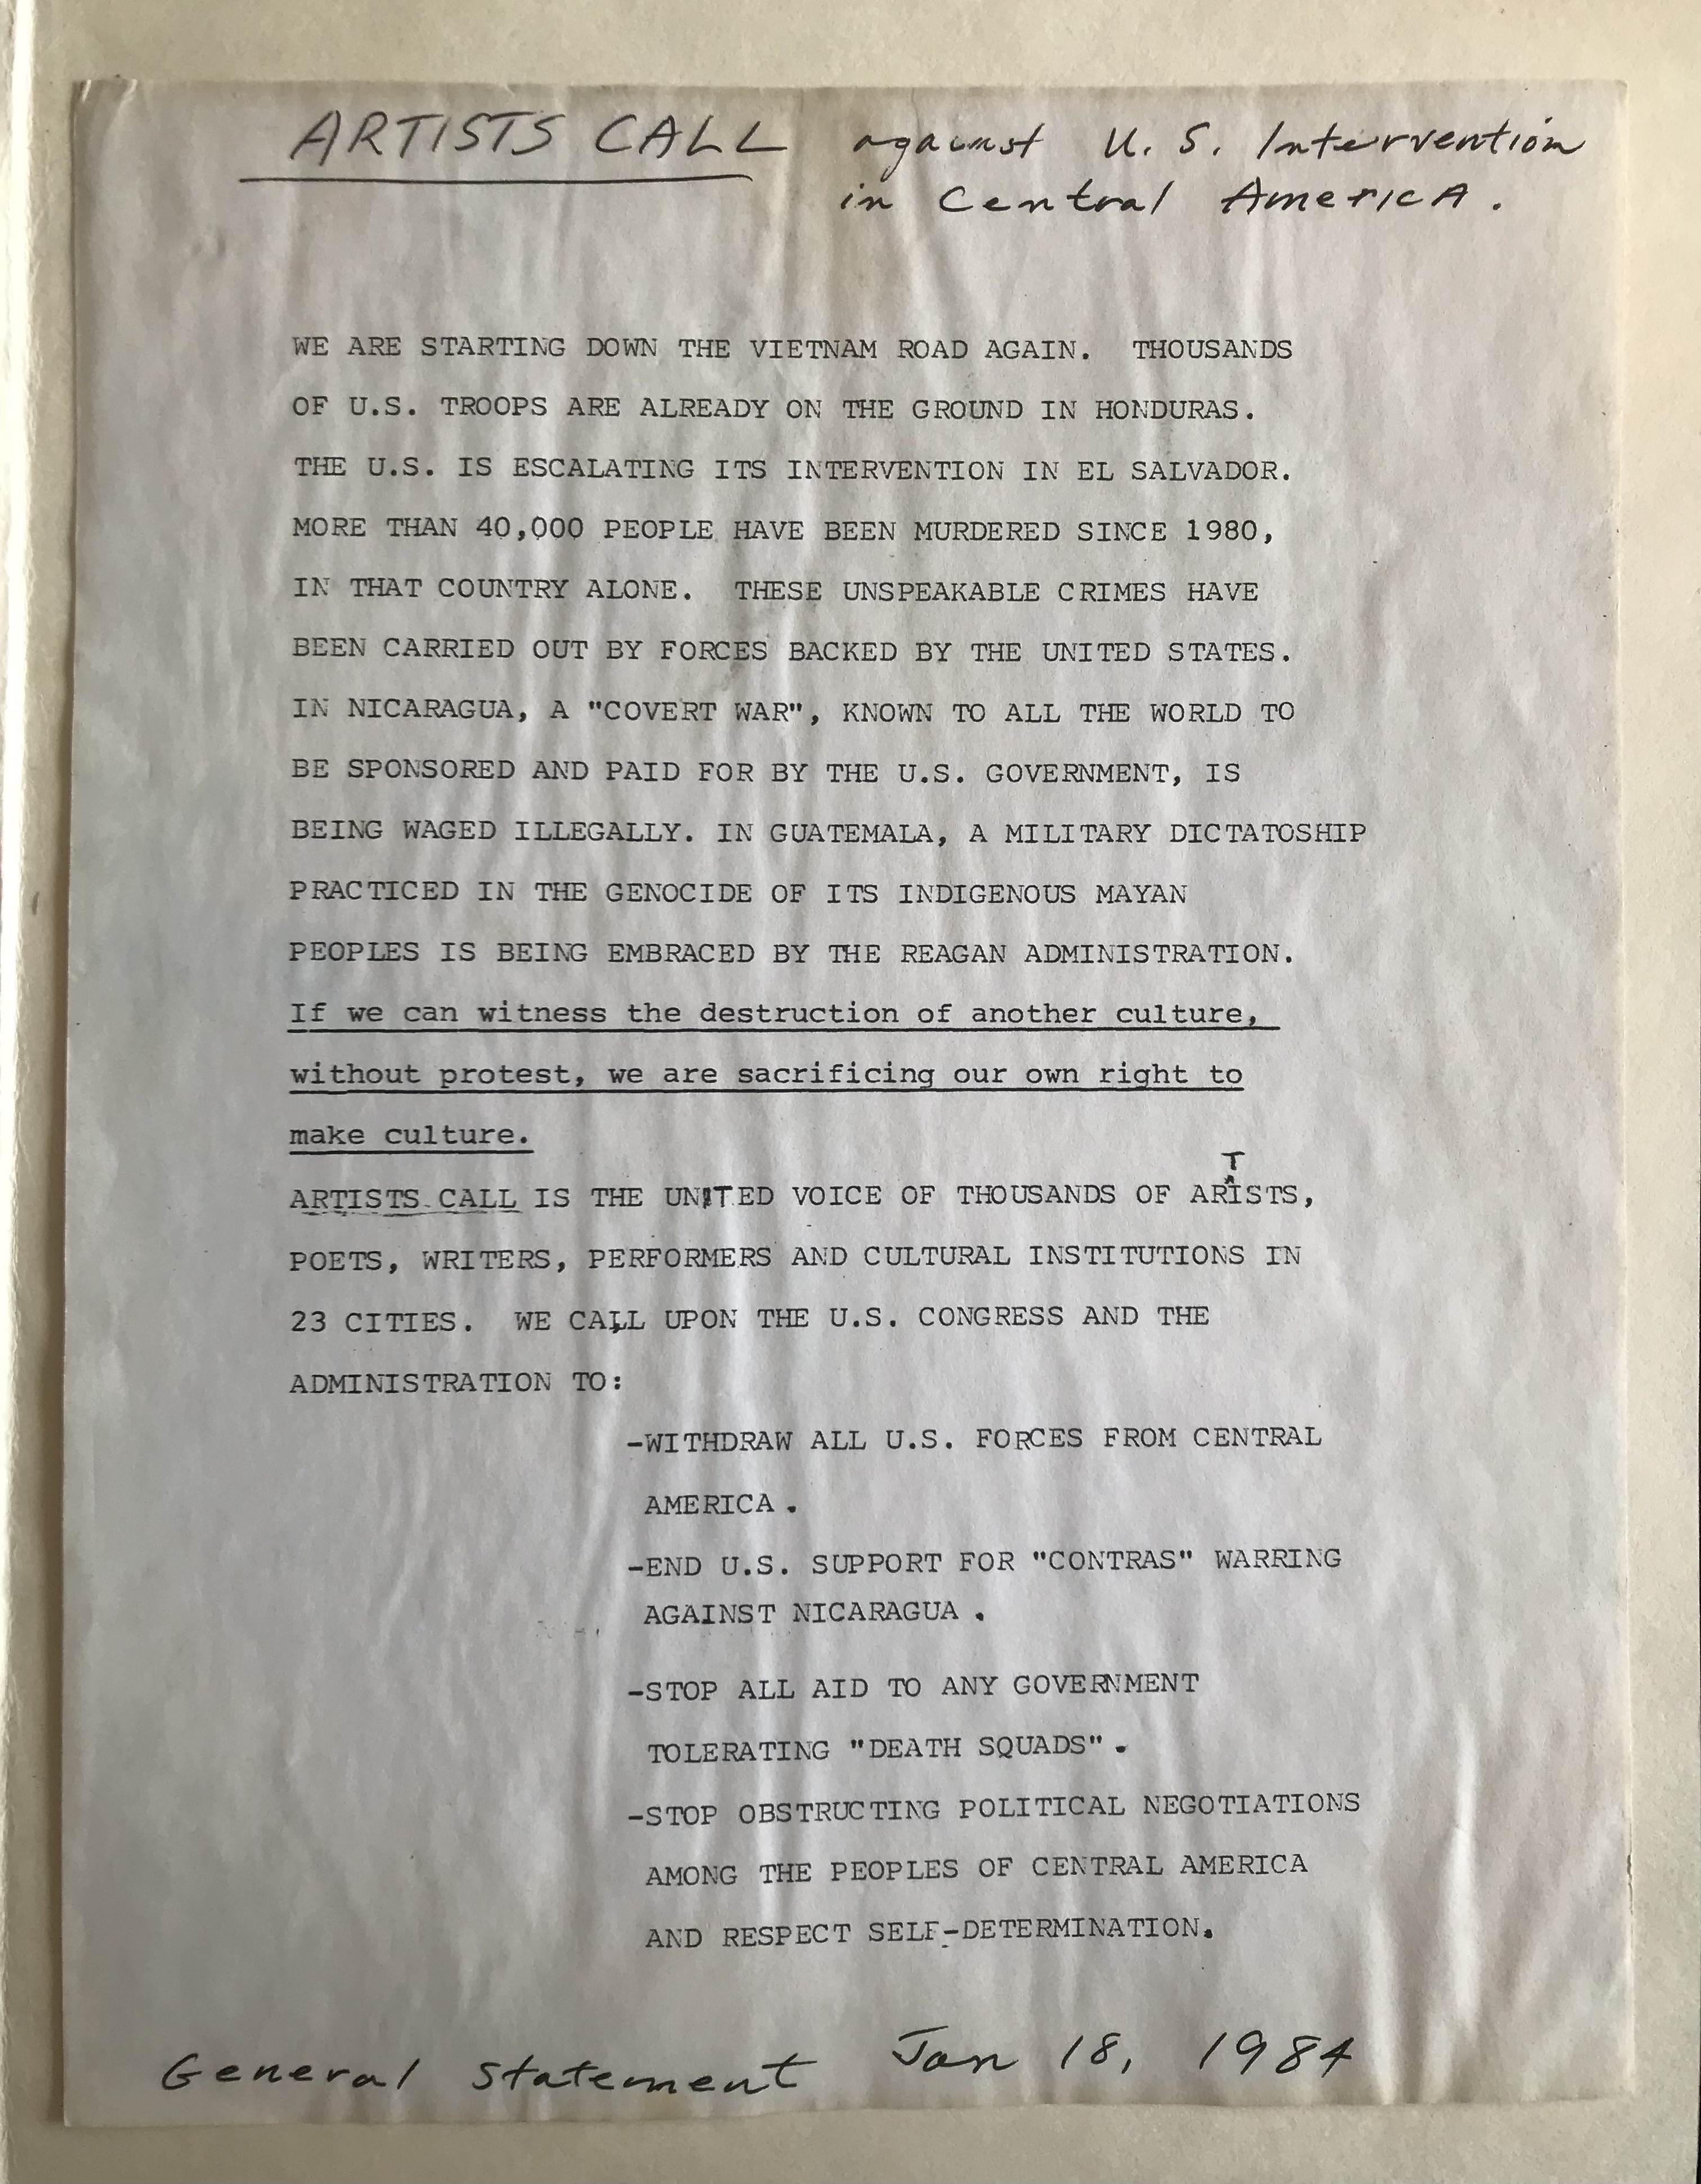 ARTISTS CALL against U.S. Intervention
in Central America.
WE ARE STARTING DOWN THE VIETNAM ROAD AGAIN. THOUSANDS
OF U.S. TROOPS ARE ALREADY ON THE GROUND IN HONDURAS.
THE U.S. IS ESCALATING ITS INTERVENTION IN EL SALVADOR.
MORE THAN 40,000 PEOPLE HAVE BEEN MURDERED SINCE 1980,
IN THAT COUNTRY ALONE. THESE UNSPEAKABLE CRIMES HAVE
BEEN CARRIED OUT BY FORCES BACKED BY THE UNITED STATES.
IN NICARAGUA, A "COVERT WAR", KNOWN TO ALL THE WORLD TO
BE SPONSORED AND PAID FOR BY THE U.S. GOVERNMENT, IS
BEING WAGED ILLEGALLY. IN GUATEMALA, A MILITARY DICTATOSHIP
PRACTICED IN THE GENOCIDE OF ITS INDIGENOUS MAYAN
PEOPLES IS BEING EMBRACED BY THE REAGAN ADMINISTRATION.
If we can witness the destruction of another culture,
without protest, we are sacrificing our own right to
make culture.
ARTISTS CALL IS THE UNITED VOICE OF THOUSANDS OF ARTISTS,
POETS, WRITERS, PERFORMERS AND CULTURAL INSTITUTIONS IN
23 CITIES. WE CALL UPON THE U.S. CONGRESS AND THE
ADMINISTRATION TO:
-WITHDRAW ALL U.S. FORCES FROM CENTRAL
AMERICA.
-END U.S. SUPPORT FOR "CONTRAS" WARRING
AGAINST NICARAGUA.
-STOP ALL AID TO ANY GOVERNMENT
TOLERATING "DEATH SQUADS".
-STOP OBSTRUCTING POLITICAL NEGOTIATIONS
AMONG THE PEOPLES OF CENTRAL AMERICA
AND RESPECT SELF-DETERMINATION.
General Statement Jan 18, 1984